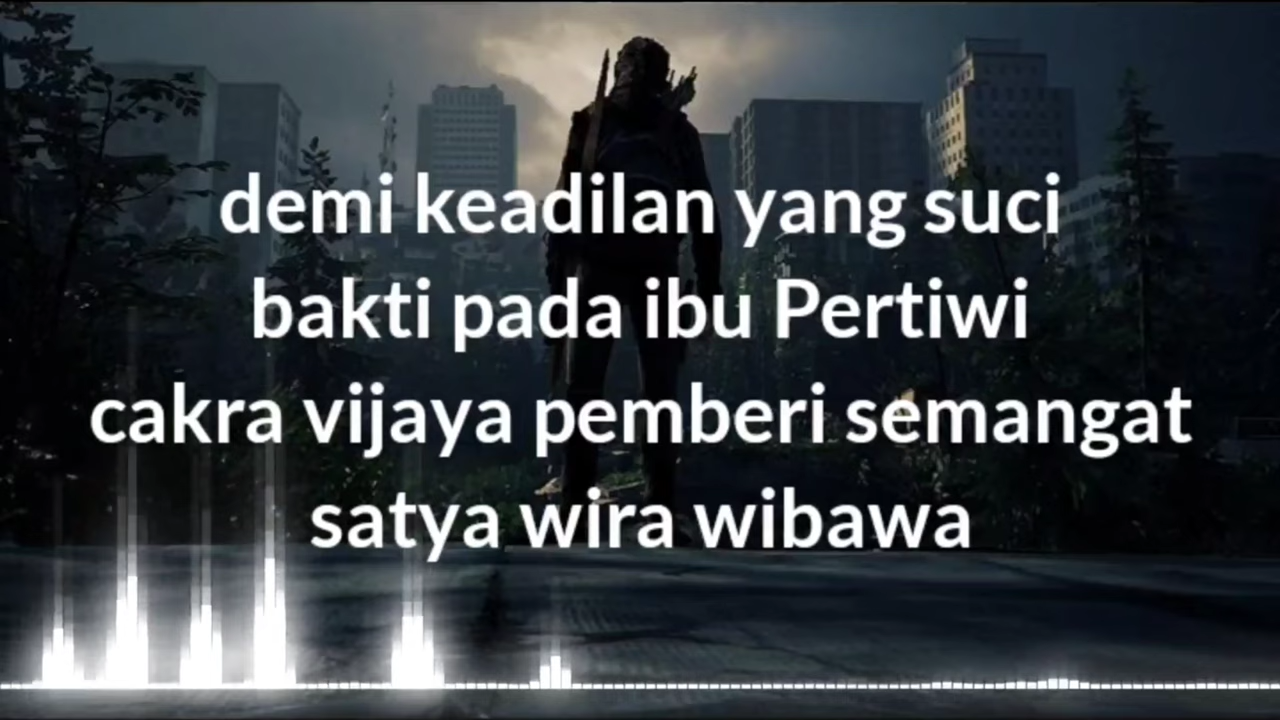 demi keadilan yang suci
bakti pada ibu Pertiwi
cakra vijaya pemberi semangat
satya wira wibawa